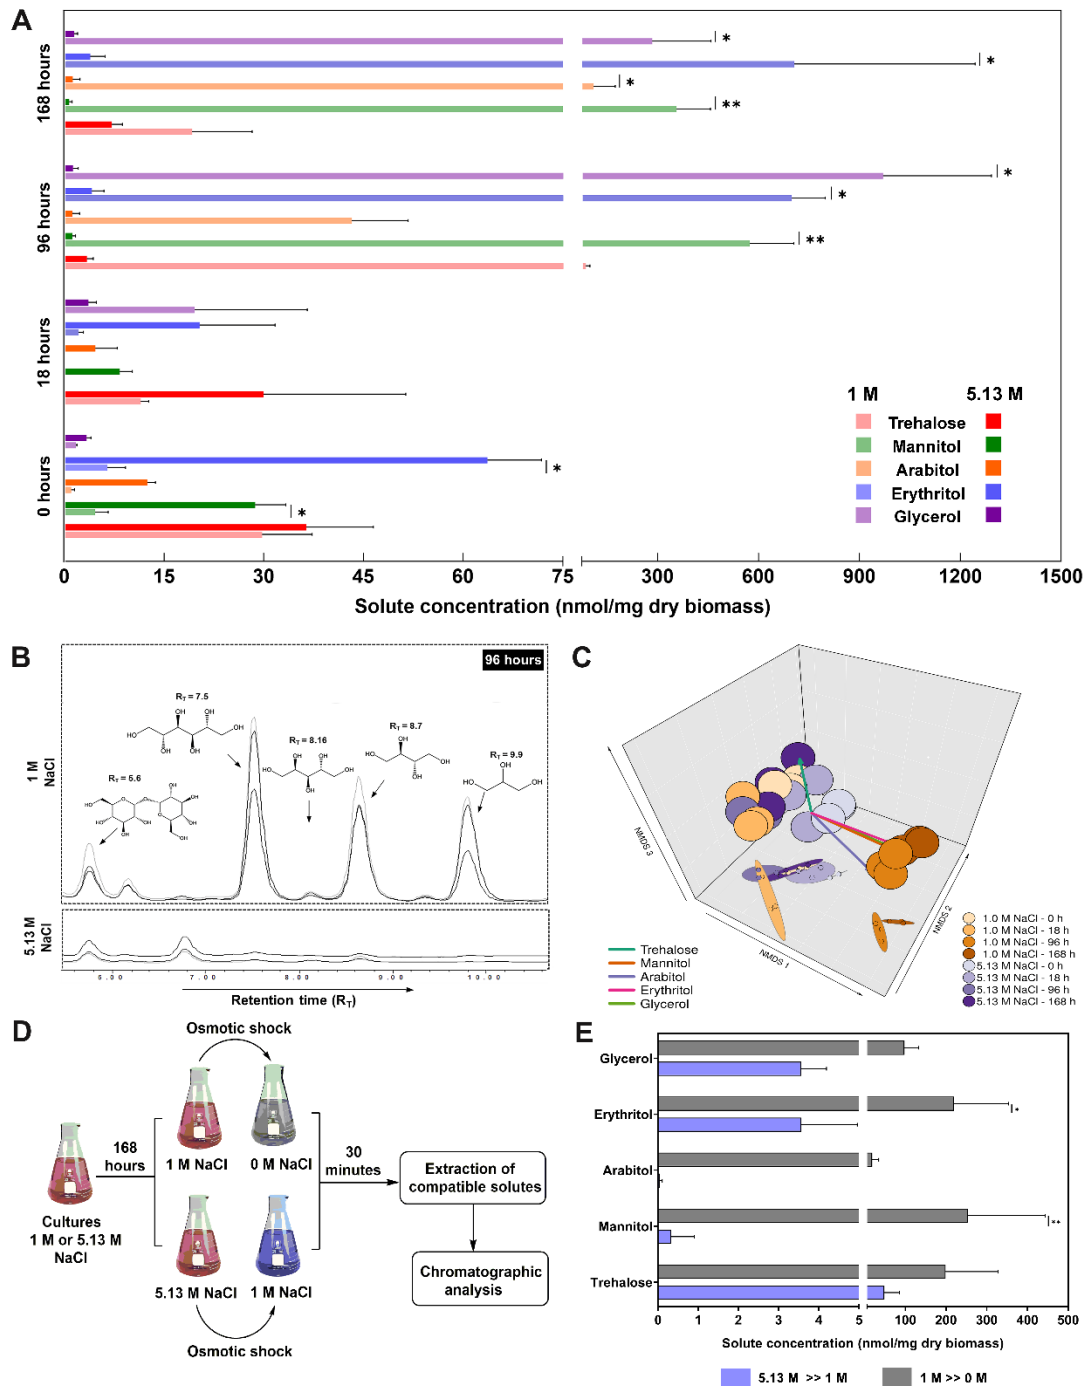 A
168 hours
*
*
*
**
96 hours
*
*
**
18 hours
0 hours
*
*
1 M 5.13 M
Trehalose
Mannitol
Arabitol
Erythritol
Glycerol
0 15 30 45 60 75 300 600 900 1200 1500
Solute concentration (nmol/mg dry biomass)
B
96 hours
1 M
NaCl
RT = 5.6
RT = 7.5
RT = 8.16
RT = 8.7
RT = 9.9
5.13 M
NaCl
7.00 8.00 9.00 10.00
Retention time (RT)
C
NMDS 3
NMDS 1
NMDS 2
Trehalose
Mannitol
Arabitol
Erythritol
Glycerol
1.0 M NaCl - 0 h
1.0 M NaCl - 18 h
1.0 M NaCl - 96 h
1.0 M NaCl - 168 h
5.13 M NaCl - 0 h
5.13 M NaCl - 18 h
5.13 M NaCl - 96 h
5.13 M NaCl - 168 h
D
Osmotic shock
168
hours
1 M NaCl
0 M NaCl
30
minutes
Cultures
1 M or 5.13 M
NaCl
5.13 M NaCl
1 M NaCl
Osmotic shock
Extraction of
compatible solutes
Chromatographic
analysis
E
Glycerol
Erythritol
*
Arabitol
Mannitol
**
Trehalose
0 1 2 3 4 5 100 200 300 400 500
Solute concentration (nmol/mg dry biomass)
5.13 M >> 1 M
1 M >> 0 M